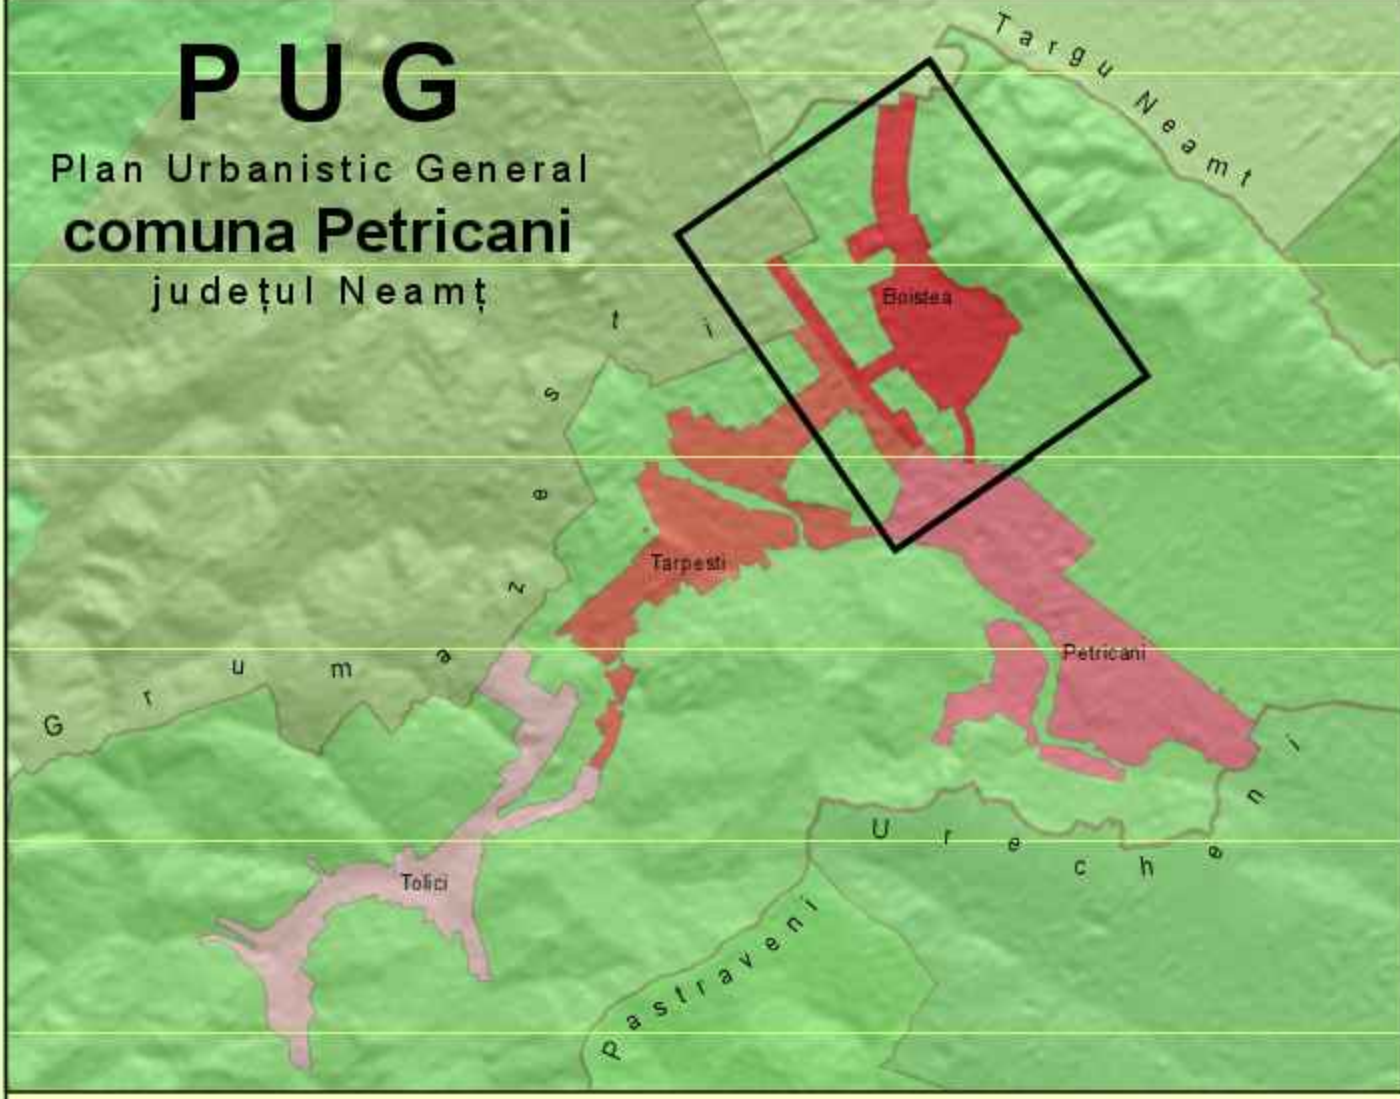 PUG
Plan Urbanistic General
comuna Petricani
județul Neamț
Targu Neamt
Boistea
Grumazesti
Tarpesti
Petricani
Urecheni
Tolici
Pastraveni